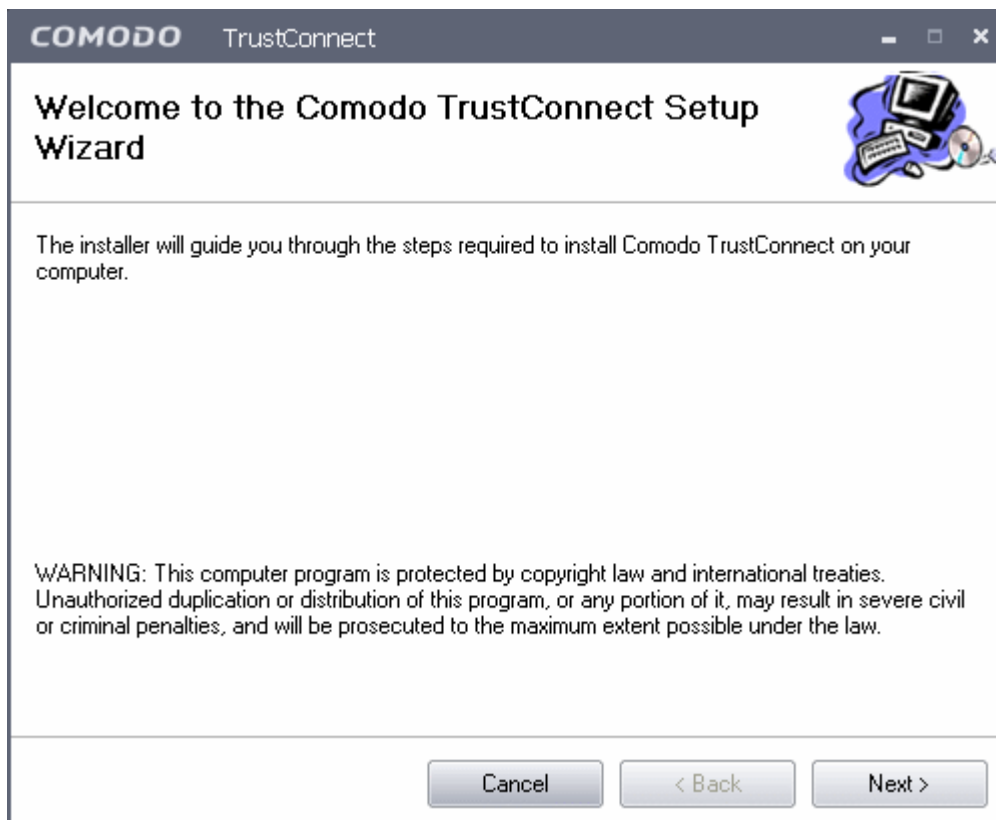 COMODO TrustConnect
Welcome to the Comodo TrustConnect Setup
Wizard
The installer will guide you through the steps required to install Comodo TrustConnect on your
computer.
WARNING: This computer program is protected by copyright law and international treaties.
Unauthorized duplication or distribution of this program, or any portion of it, may result in severe civil
or criminal penalties, and will be prosecuted to the maximum extent possible under the law.
Cancel < Back Next >